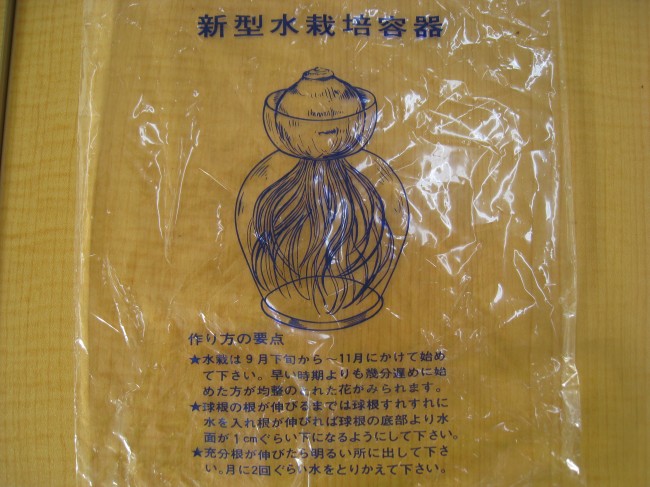 新型水栽培容器
作り方の要点
★水栽は9月下旬から〜11月にかけて始め
て下さい。早い時期よりも幾分遅めに始
めた方が均整のとれた花がみられます。
★球根の根が伸びるまでは球根すれすれに
水を入れ根が伸びれば球根の底部より水
面が1cmぐらい下になるようにして下さい。
★充分根が伸びたら明るい所に出して下さ
い。月に2回ぐらい水をとりかえて下さい。